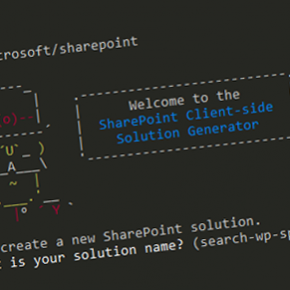 crosoft/sharepoint
Welcome to the
SharePoint Client-side
Solution Generator
create a new SharePoint solution.
is your solution name? (search-wp-sp